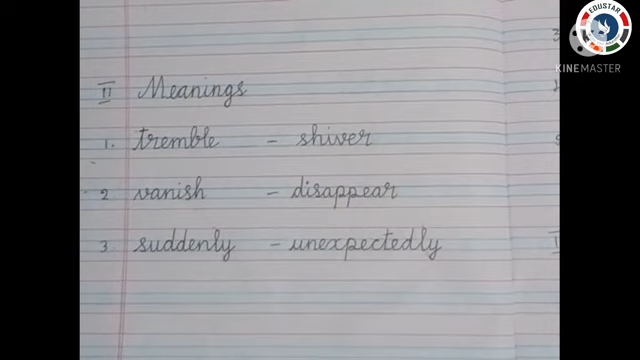 EDUSTAR
KINEMASTER
II Meanings
1. tremble - shiver
2 vanish - disappear
3 suddenly - unexpectedly